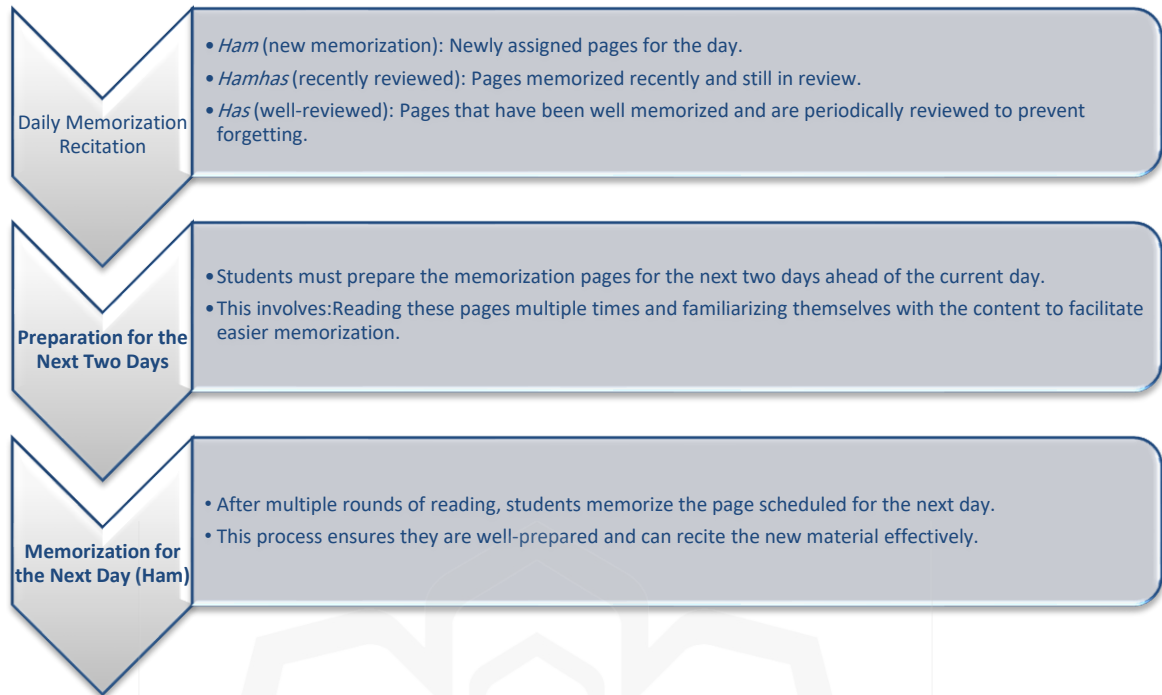 Daily Memorization
Recitation
• Ham (new memorization): Newly assigned pages for the day.
• Hamhas (recently reviewed): Pages memorized recently and still in review.
• Has (well-reviewed): Pages that have been well memorized and are periodically reviewed to prevent
forgetting.
Preparation for the
Next Two Days
• Students must prepare the memorization pages for the next two days ahead of the current day.
• This involves:Reading these pages multiple times and familiarizing themselves with the content to facilitate
easier memorization.
Memorization for
the Next Day (Ham)
• After multiple rounds of reading, students memorize the page scheduled for the next day.
• This process ensures they are well-prepared and can recite the new material effectively.